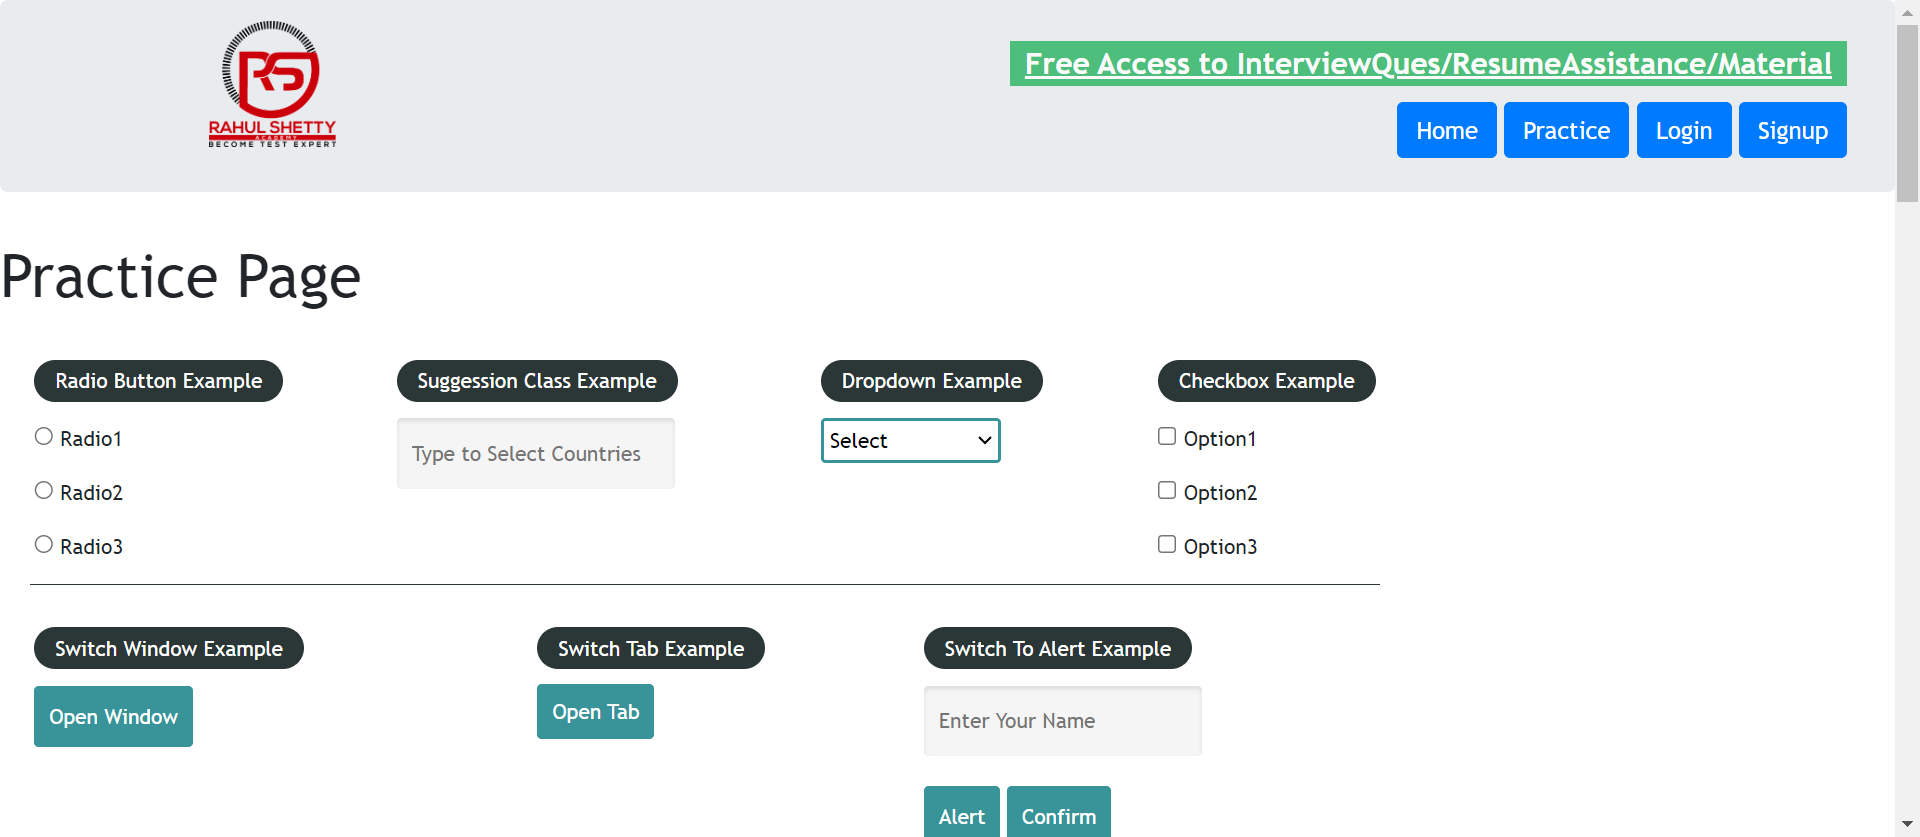 RAHUL SHETTY
ACADEMY
BECOME TEST EXPERT
Free Access to InterviewQues/ResumeAssistance/Material
Home Practice Login Signup
Practice Page
Radio Button Example Suggession Class Example Dropdown Example Checkbox Example
Radio1 Type to Select Countries Select Option1
Radio2 Option2
Radio3 Option3
Switch Window Example Switch Tab Example Switch To Alert Example
Open Window Open Tab Enter Your Name
Alert Confirm